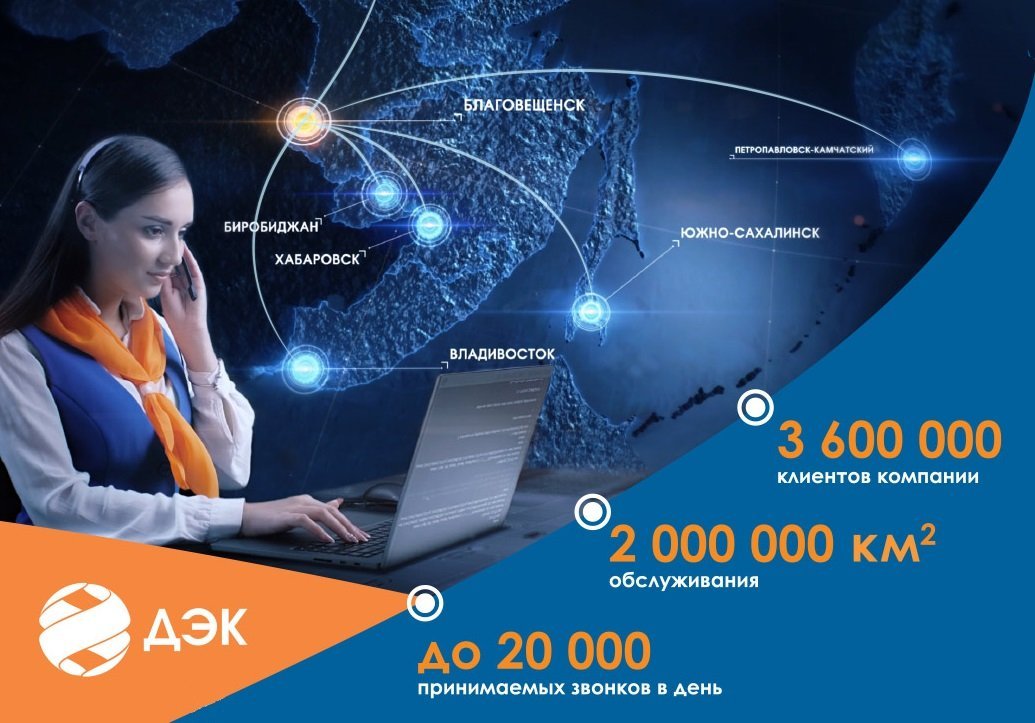 БЛАГОВЕЩЕНСК
ПЕТРОПАВЛОВСК-КАМЧАТСКИЙ
БИРОБИДЖАН
ЮЖНО-САХАЛИНСК
ХАБАРОВСК
ВЛАДИВОСТОК
3 600 000
клиентов компании
2 000 000 км²
обслуживания
ДЭК
до 20 000
принимаемых звонков в день